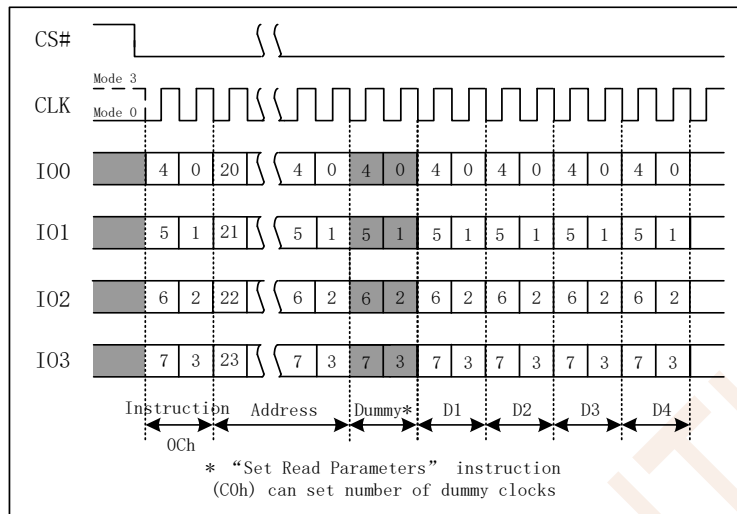 CS#
Mode 3
CLK
Mode 0
IO0 4 0 20 4 0 4 0 4 0 4 0 4 0 4 0
IO1 5 1 21 5 1 5 1 5 1 5 1 5 1 5 1
IO2 6 2 22 6 2 6 2 6 2 6 2 6 2 6 2
IO3 7 3 23 7 3 7 3 7 3 7 3 7 3 7 3
Instruction Address Dummy* D1 D2 D3 D4
0Ch
* “Set Read Parameters” instruction
(C0h) can set number of dummy clocks